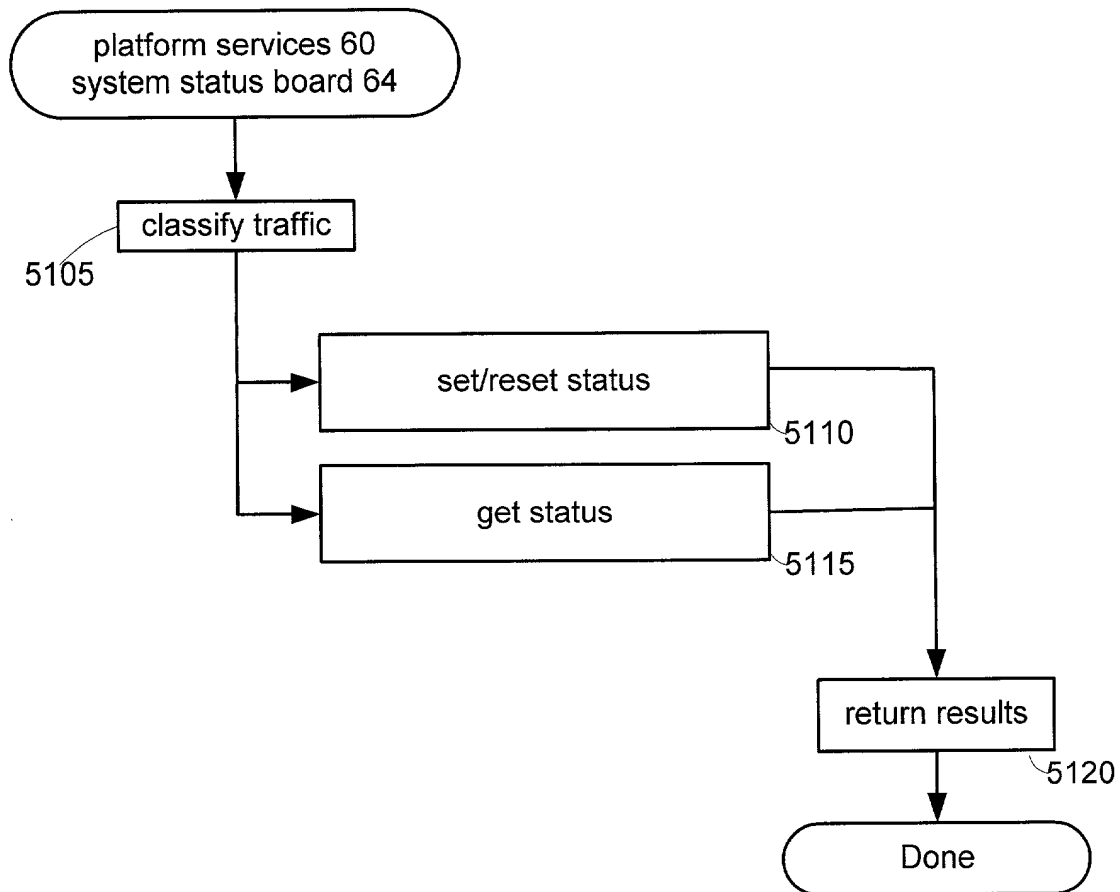 platform services 60
system status board 64
classify traffic
5105
set/reset status
5110
get status
5115
return results
5120
Done